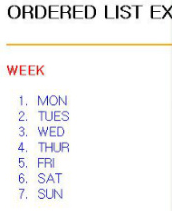 ORDERED LIST EX
WEEK
1. MON
2. TUES
3. WED
4. THUR
5. FRI
6. SAT
7. SUN